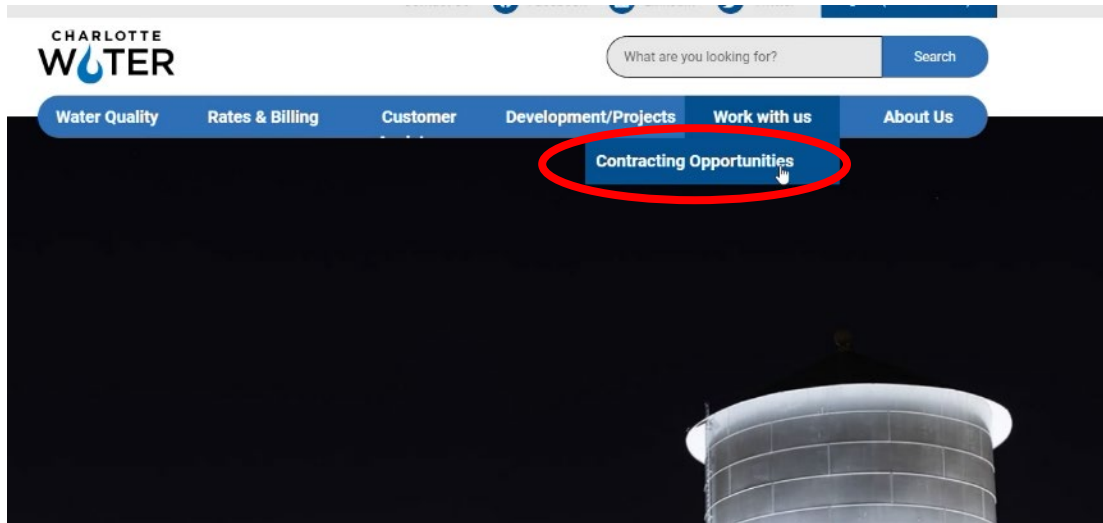 CHARLOTTE
WATER
What are you looking for?
Search
Water Quality
Rates & Billing
Customer
Development/Projects
Work with us
About Us
Contracting Opportunities